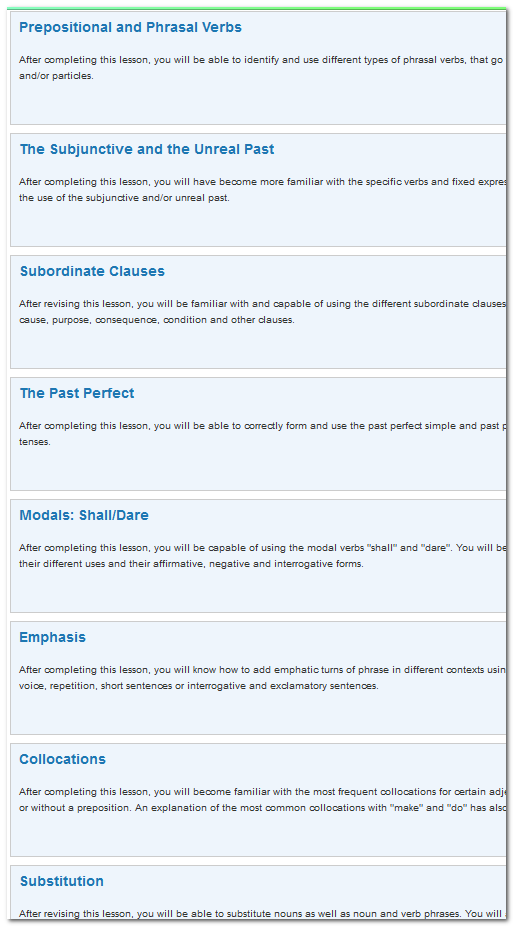 Prepositional and Phrasal Verbs
After completing this lesson, you will be able to identify and use different types of phrasal verbs, that go
and/or particles.
The Subjunctive and the Unreal Past
After completing this lesson, you will have become more familiar with the specific verbs and fixed expres
the use of the subjunctive and/or unreal past.
Subordinate Clauses
After revising this lesson, you will be familiar with and capable of using the different subordinate clauses
cause, purpose, consequence, condition and other clauses.
The Past Perfect
After completing this lesson, you will be able to correctly form and use the past perfect simple and past p
tenses.
Modals: Shall/Dare
After completing this lesson, you will be capable of using the modal verbs "shall" and "dare". You will be
their different uses and their affirmative, negative and interrogative forms.
Emphasis
After completing this lesson, you will know how to add emphatic turns of phrase in different contexts usin
voice, repetition, short sentences or interrogative and exclamatory sentences.
Collocations
After completing this lesson, you will become familiar with the most frequent collocations for certain adje
or without a preposition. An explanation of the most common collocations with "make" and "do" has also
Substitution
After revising this lesson, you will be able to substitute nouns as well as noun and verb phrases. You will